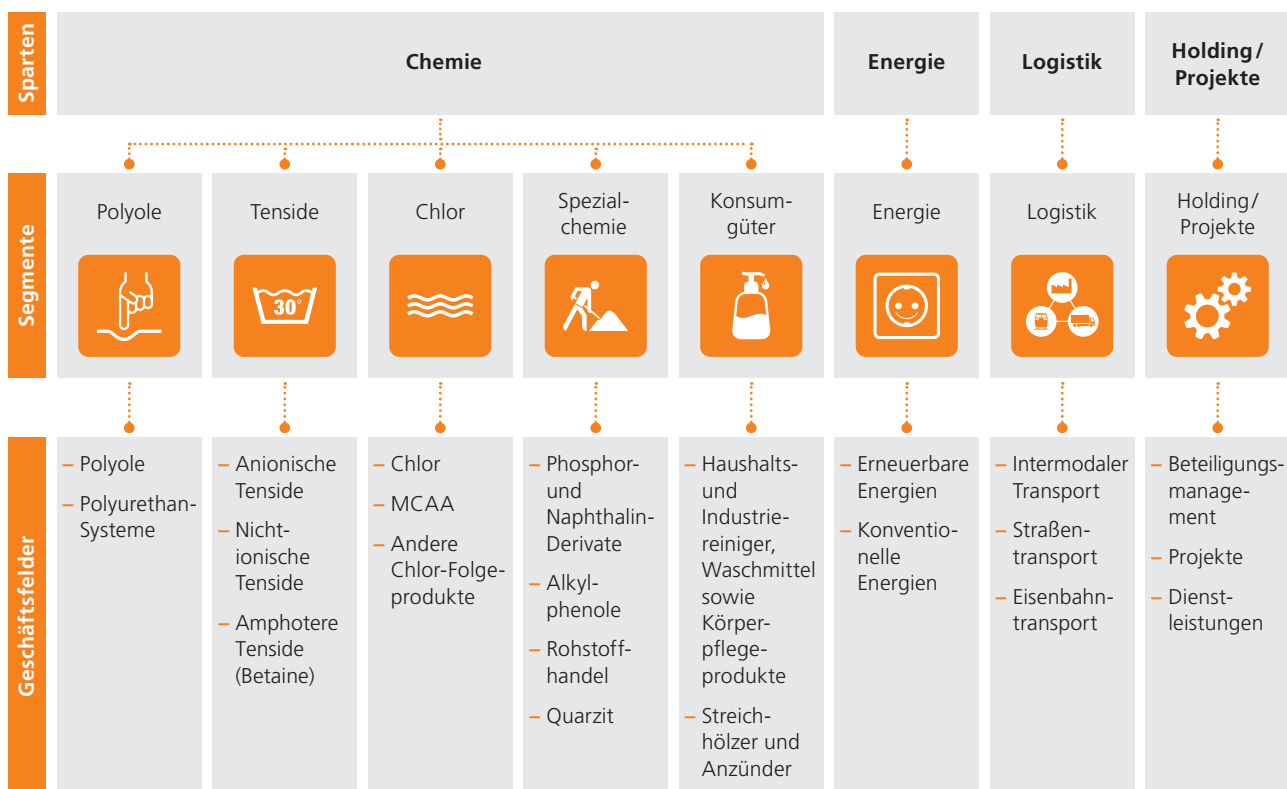 Sparten
Chemie
Energie
Logistik
Holding/
Projekte
Segmente
Polyole
Tenside
30°
Chlor
Spezial-
chemie
Konsum-
güter
Energie
Logistik
Holding/
Projekte
Geschäftsfelder
– Polyole
– Polyurethan-
Systeme
– Anionische
Tenside
– Nicht-
ionische
Tenside
– Amphotere
Tenside
(Betaine)
– Chlor
– MCAA
– Andere
Chlor-Folge-
produkte
– Phosphor-
und
Naphthalin-
Derivate
– Alkyl-
phenole
– Rohstoff-
handel
– Quarzit
– Haushalts-
und
Industrie-
reiniger,
Waschmittel
sowie
Körper-
pflege-
produkte
– Streich-
hölzer und
Anzünder
– Erneuerbare
Energien
– Konventio-
nelle
Energien
– Intermodaler
Transport
– Straßen-
transport
– Eisenbahn-
transport
– Beteiligungs-
manage-
ment
– Projekte
– Dienst-
leistungen